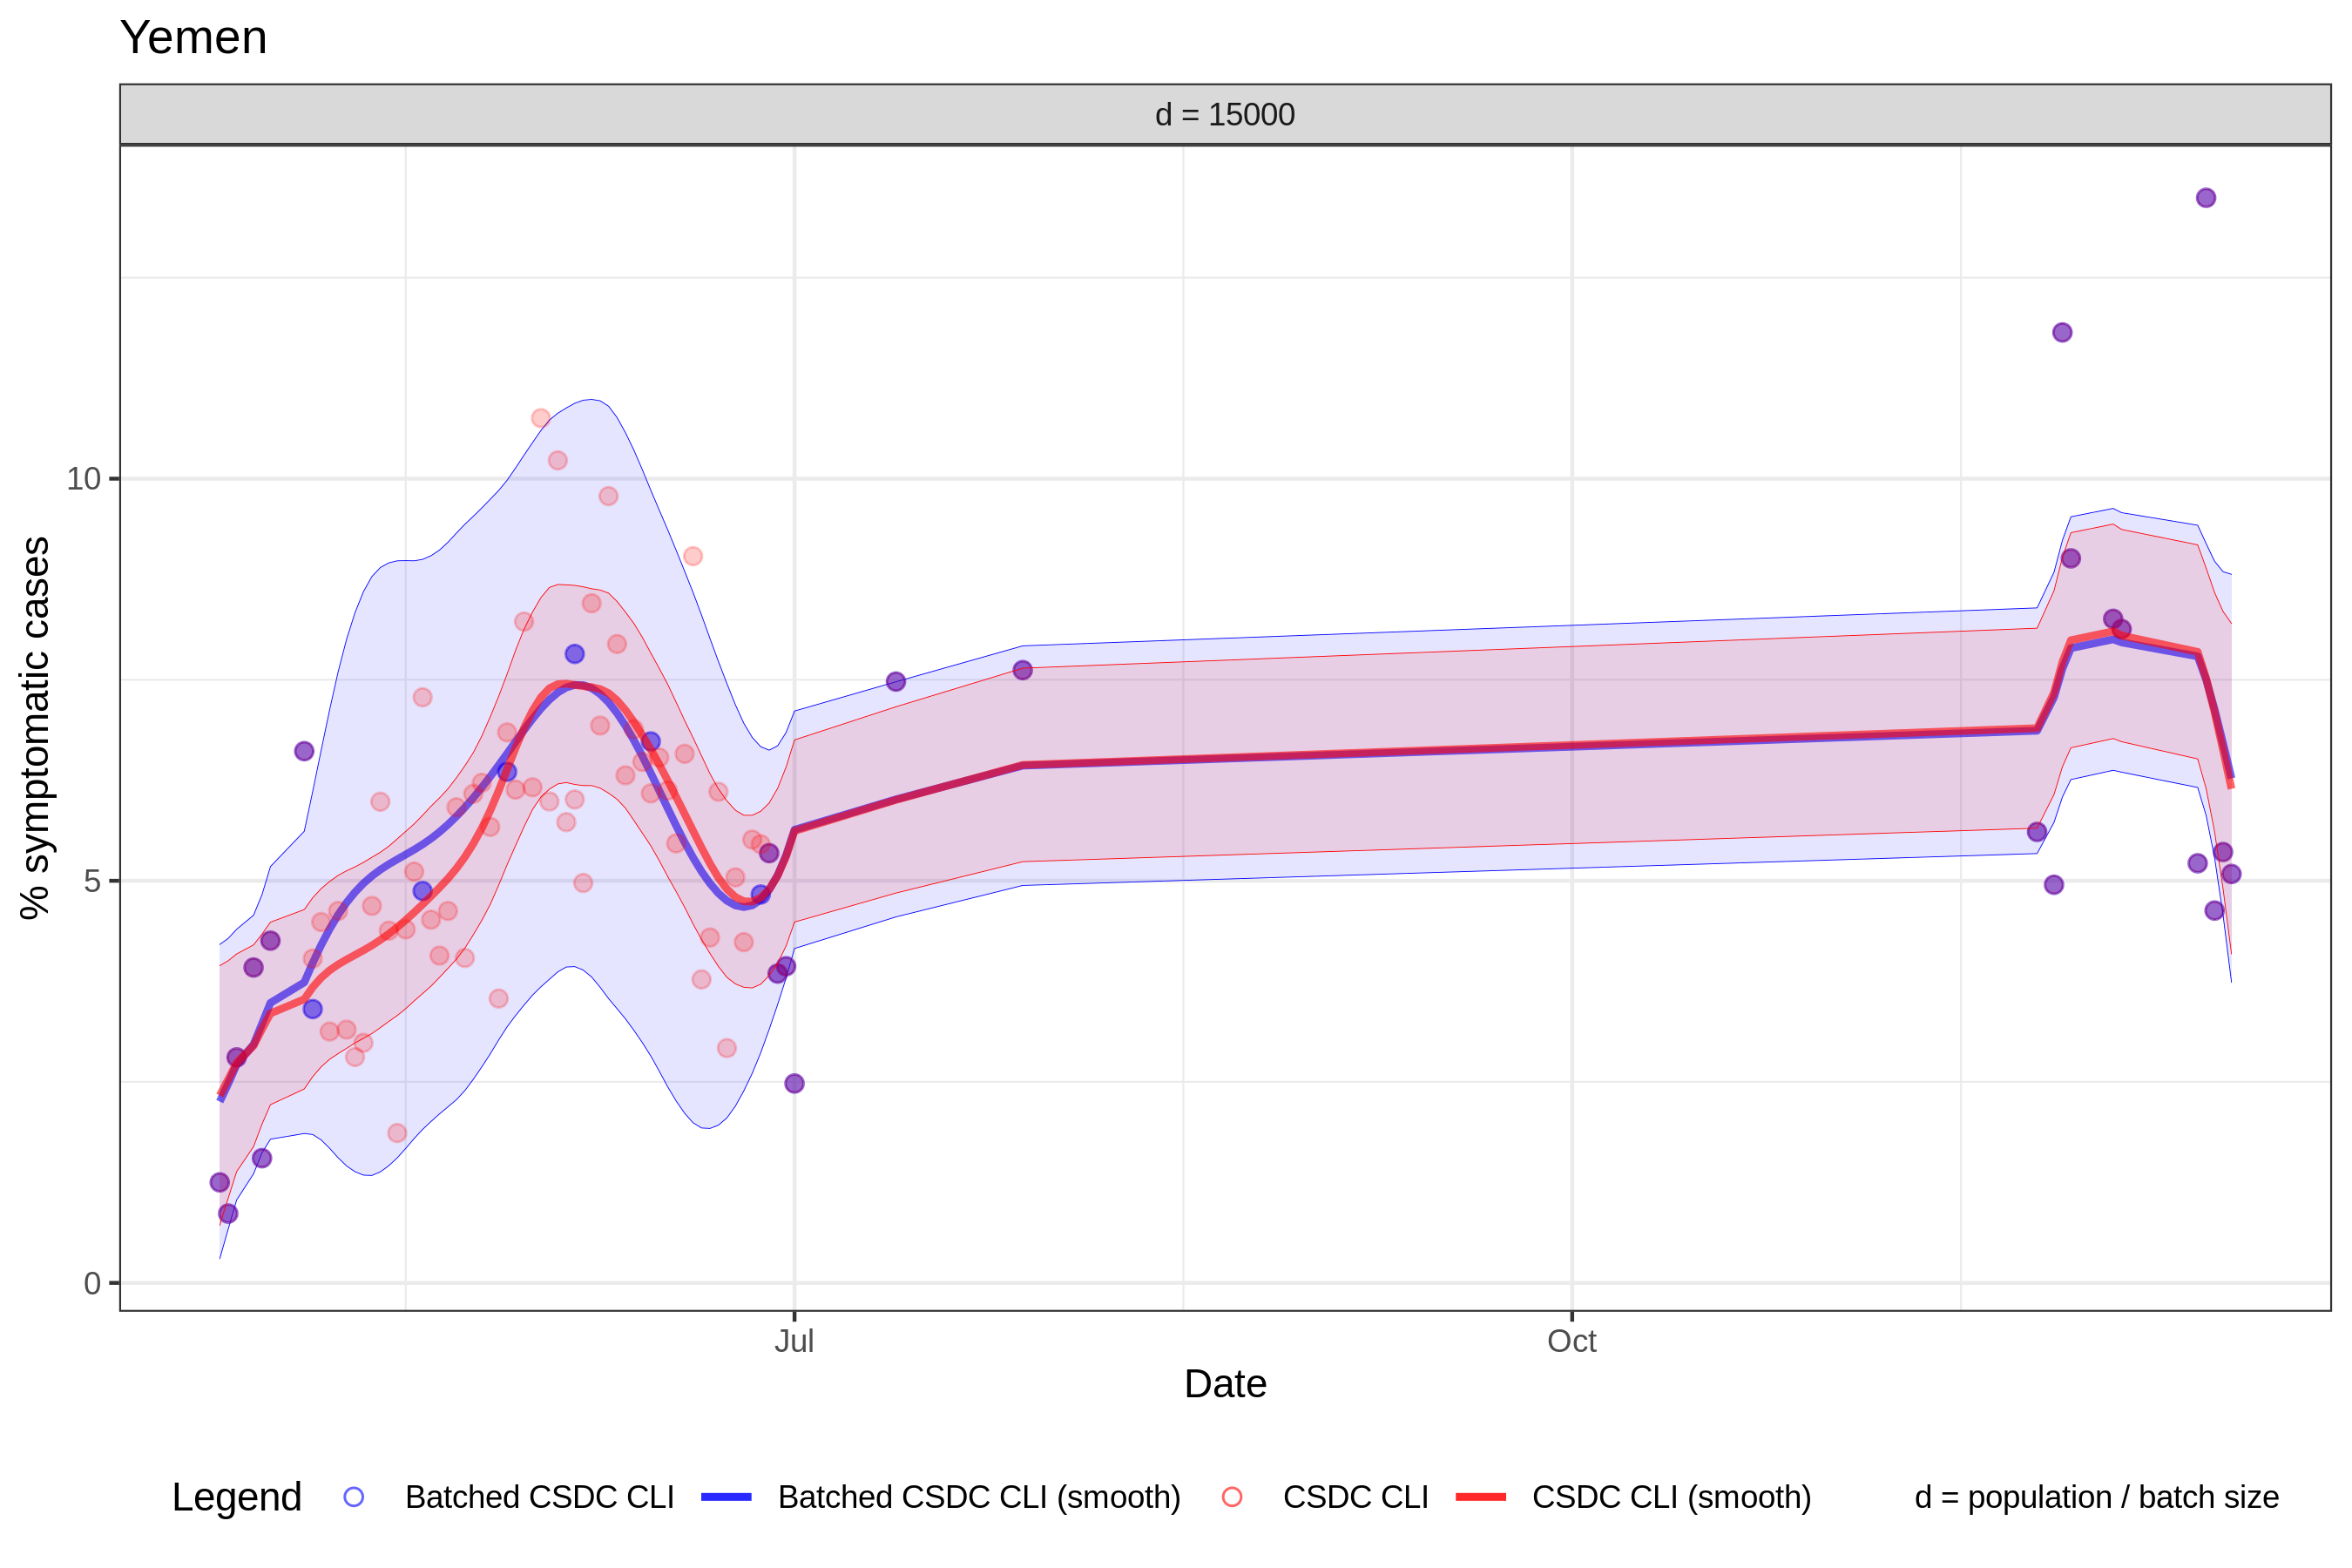 Yemen
d = 15000
% symptomatic cases
10
5
0
Jul
Oct
Date
Legend
Batched CSDC CLI
Batched CSDC CLI (smooth)
CSDC CLI
CSDC CLI (smooth)
d = population / batch size